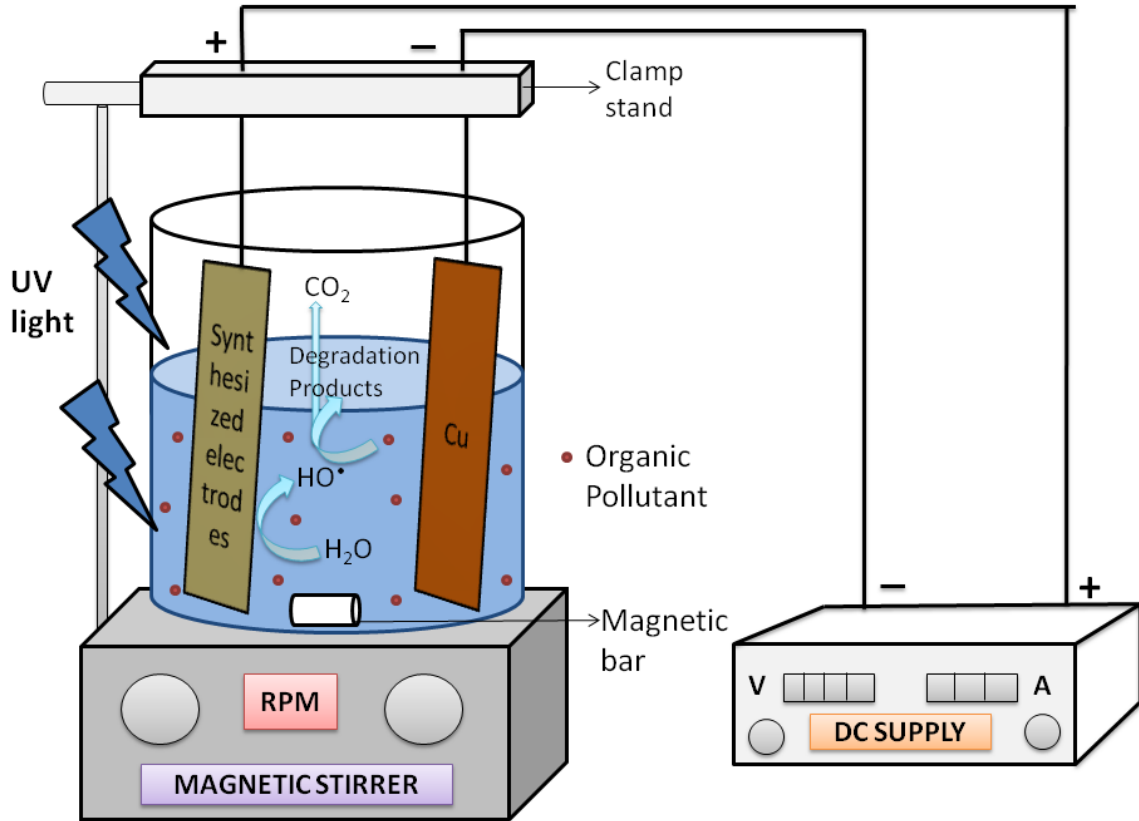 +
−
Clamp
stand
UV
light
CO₂
Degradation
Products
Synt
hesi
zed
elec
trod
es
Cu
HO•
H₂O
Organic
Pollutant
Magnetic
bar
−
+
RPM
MAGNETIC STIRRER
V
A
DC SUPPLY